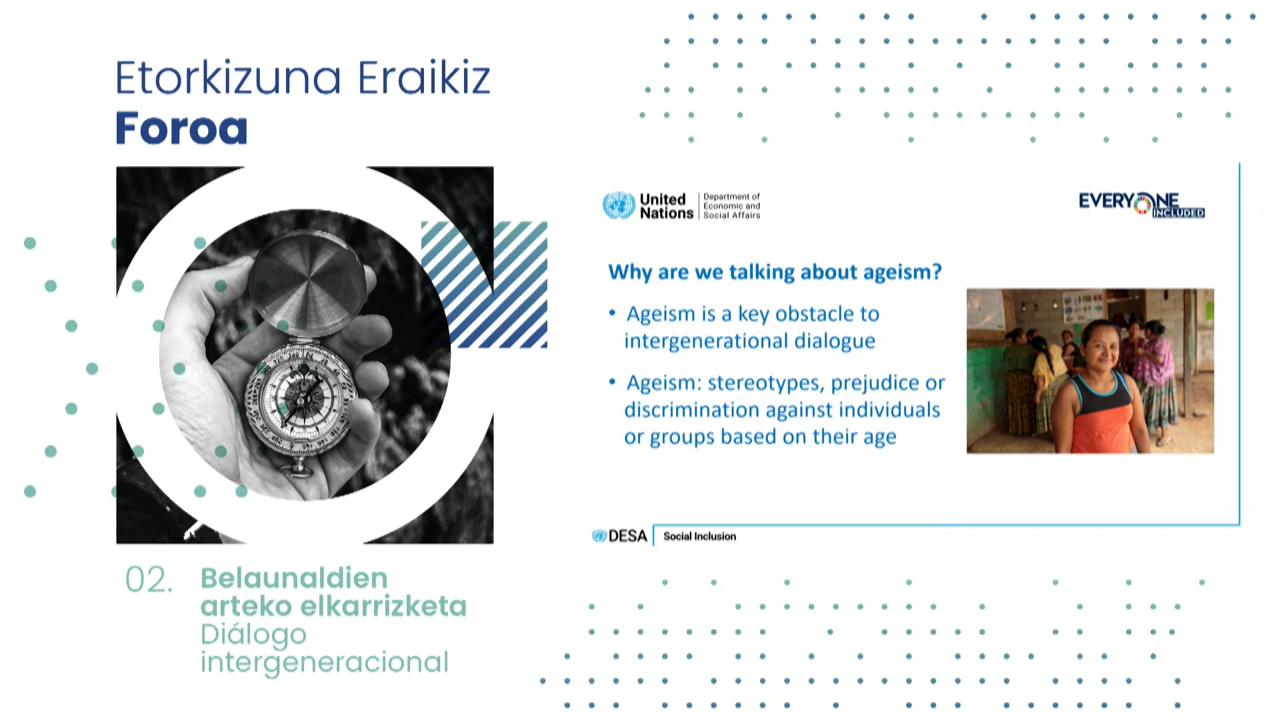 Etorkizuna Eraikiz
Foroa
United
Nations
Department of
Economic and
Social Affairs
EVERYONE
INCLUDED
Why are we talking about ageism?
• Ageism is a key obstacle to
intergenerational dialogue
• Ageism: stereotypes, prejudice or
discrimination against individuals
or groups based on their age
DESA
Social Inclusion
02.
Belaunaldien
arteko elkarrizketa
Diálogo
intergeneracional